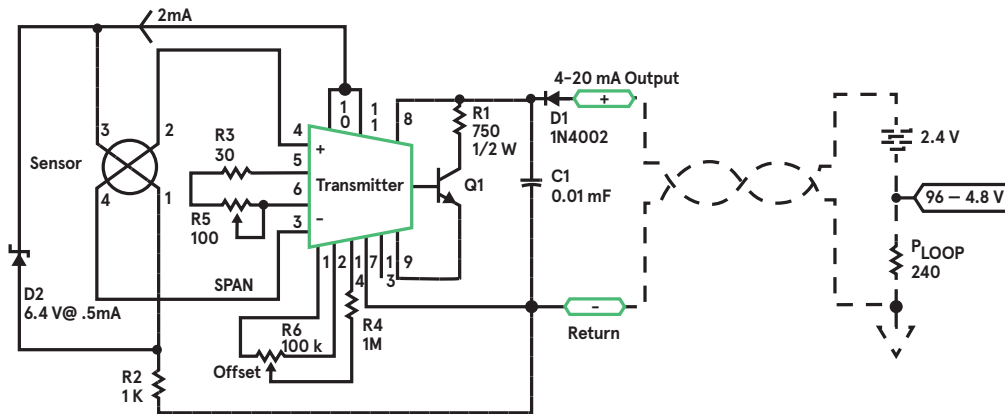 2mA
4-20 mA Output
+
D1
1N4002
2.4 V
96 – 4.8 V
PLOOP
240
R1
750
1/2 W
C1
0.01 mF
Q1
Sensor
3
2
4
1
R3
30
R5
100
4
5
6
3
1
0
1
1
8
+
Transmitter
–
1
2
1
4
7
1
3
9
SPAN
D2
6.4 V@ .5mA
R6
100 k
Offset
R4
1M
-
Return
R2
1 K